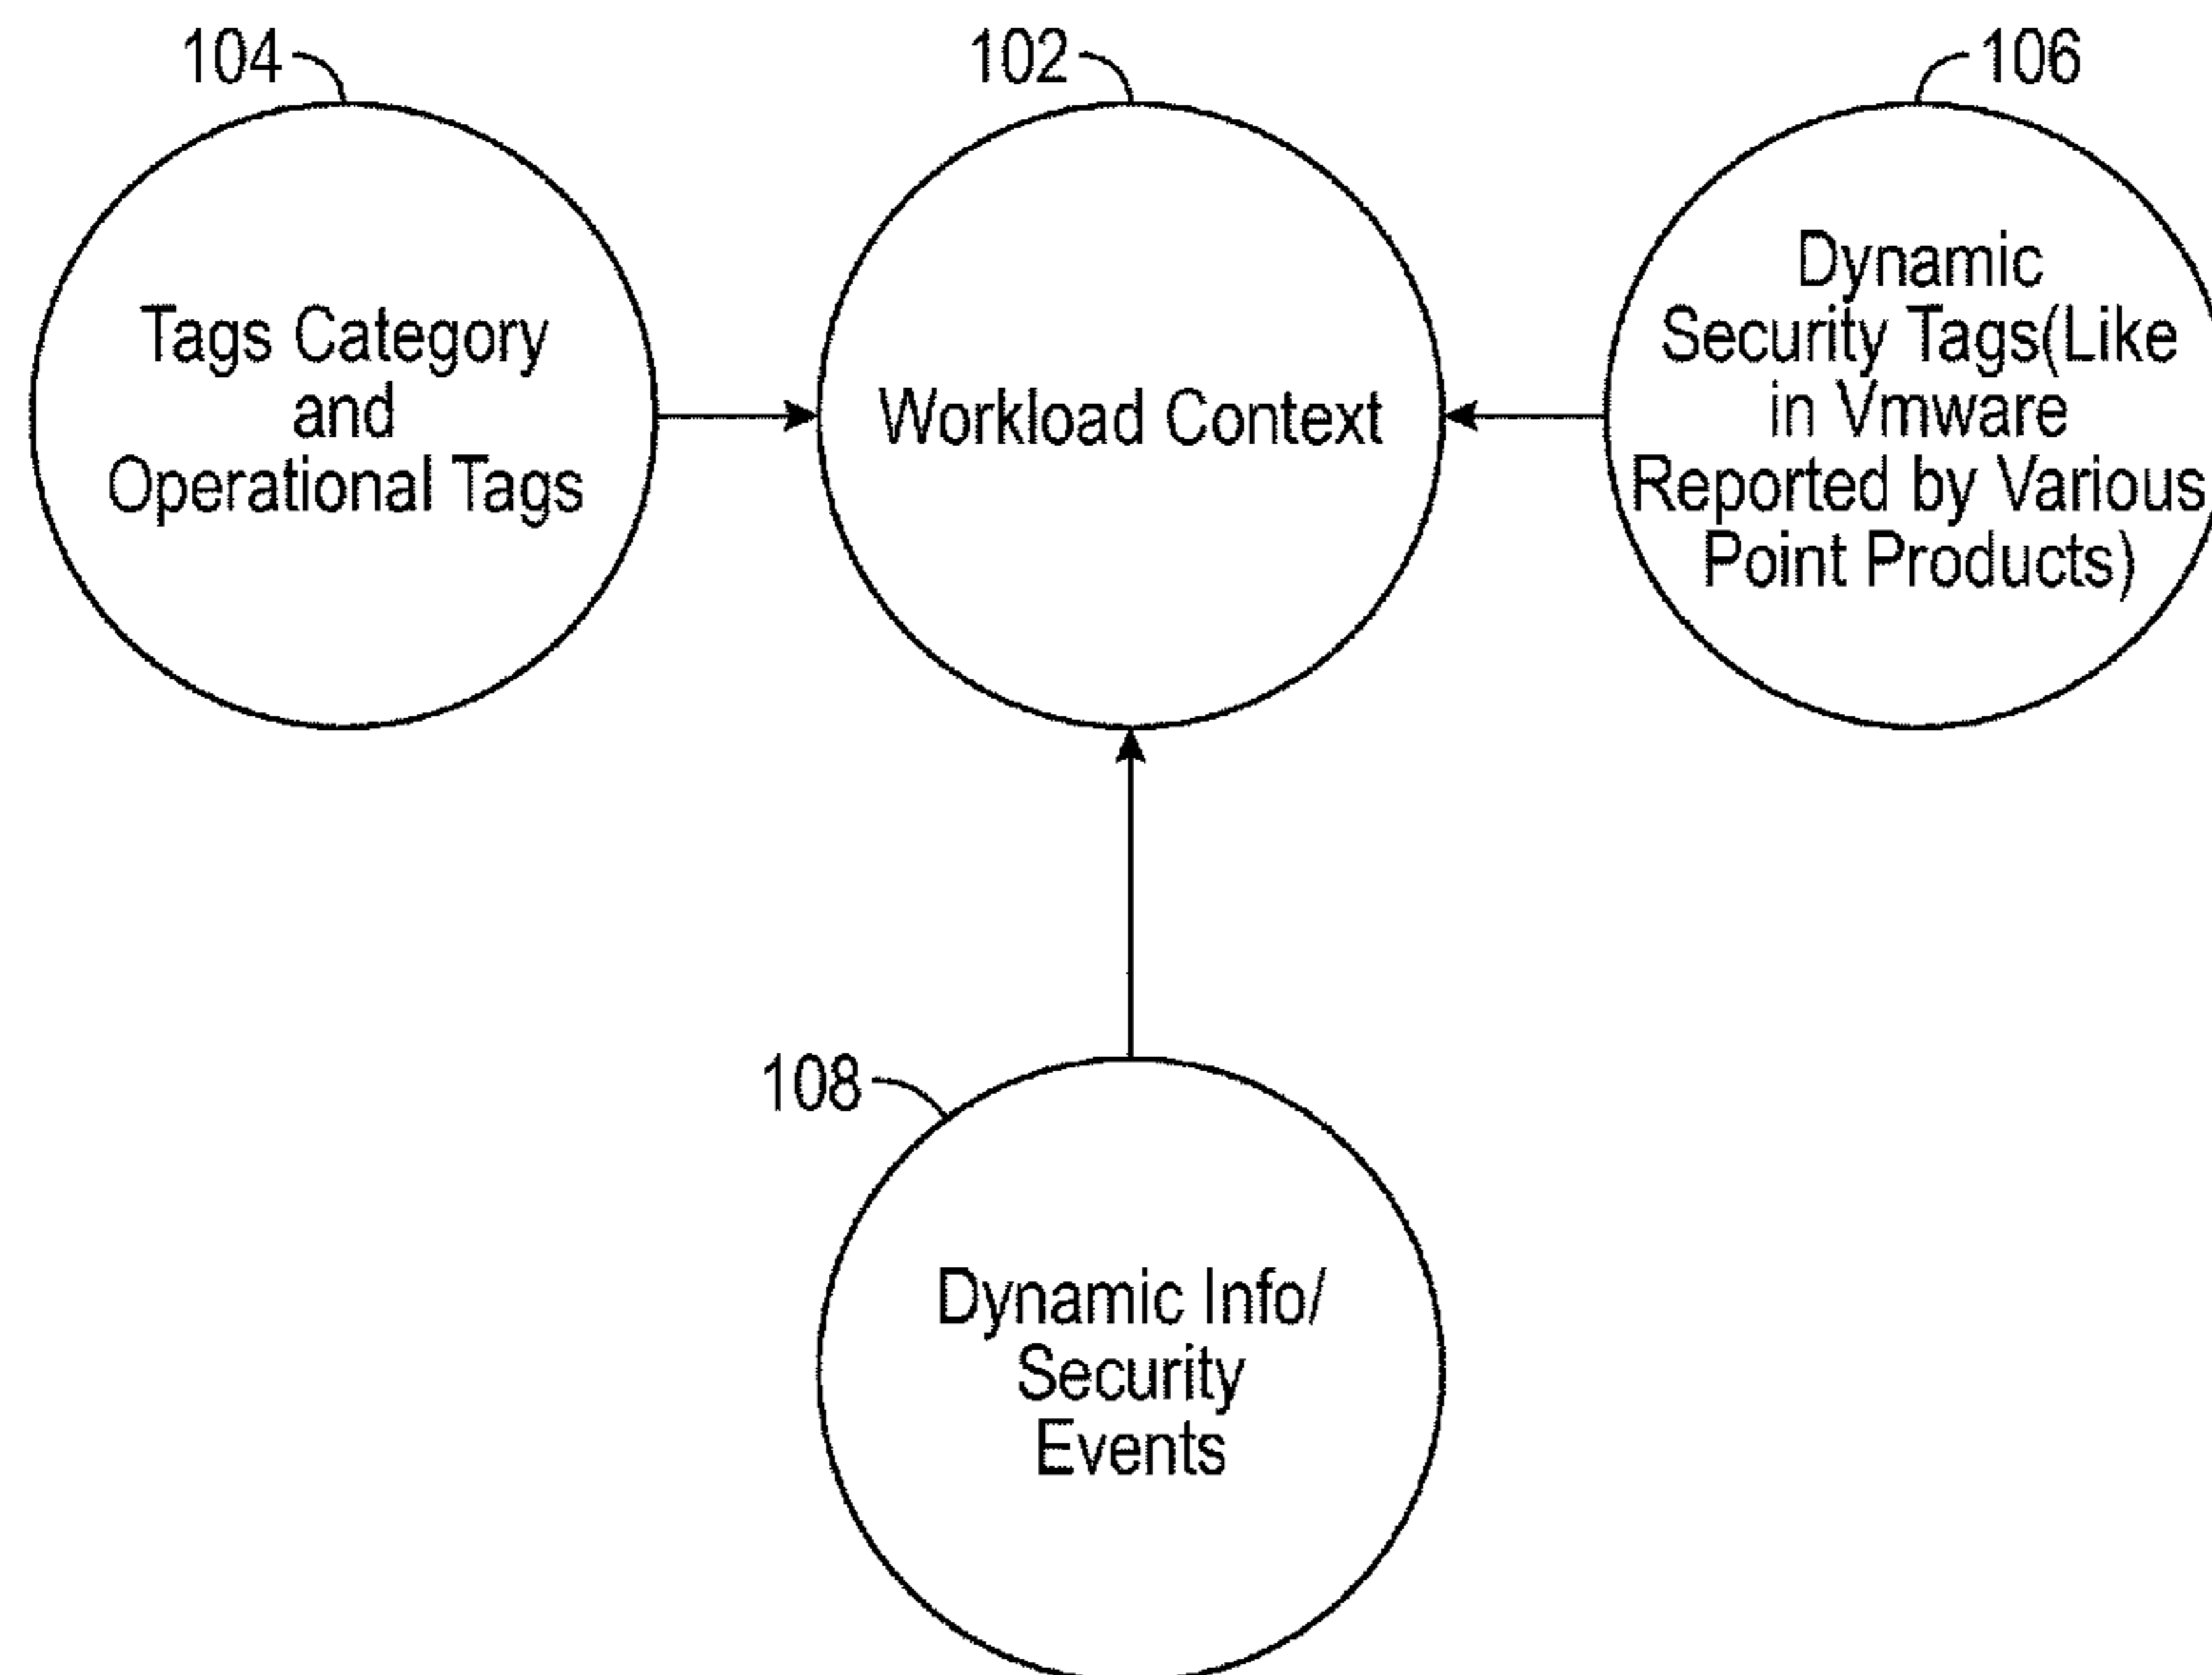 104
102
106
Tags Category
and
Operational Tags
Workload Context
Dynamic
Security Tags(Like
in Vmware
Reported by Various
Point Products)
108
Dynamic Info/
Security
Events